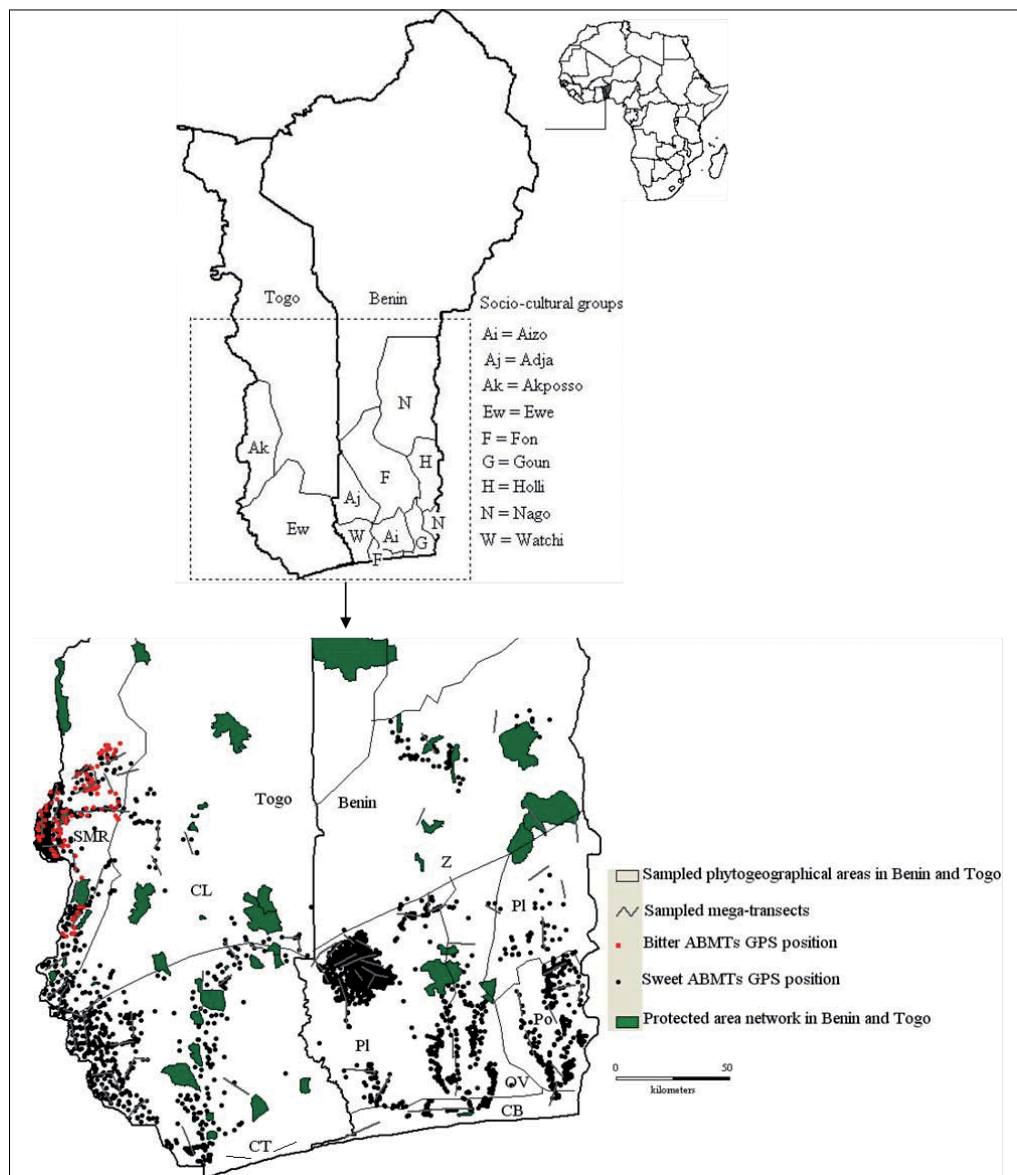 Togo
Benin
Socio-cultural groups
Ai = Aizo
Aj = Adja
Ak = Akposso
Ew = Ewe
F = Fon
G = Goun
H = Holli
N = Nago
W = Watchi
N
Ak
F
H
Aj
Ew
W
Ai
N
G
F
Togo
Benin
SMR
CL
Z
Pl
Po
Pl
OV
CB
CT
Sampled phytogeographical areas in Benin and Togo
Sampled mega-transects
Bitter ABMTs GPS position
Sweet ABMTs GPS position
Protected area network in Benin and Togo
0
50
kilometers